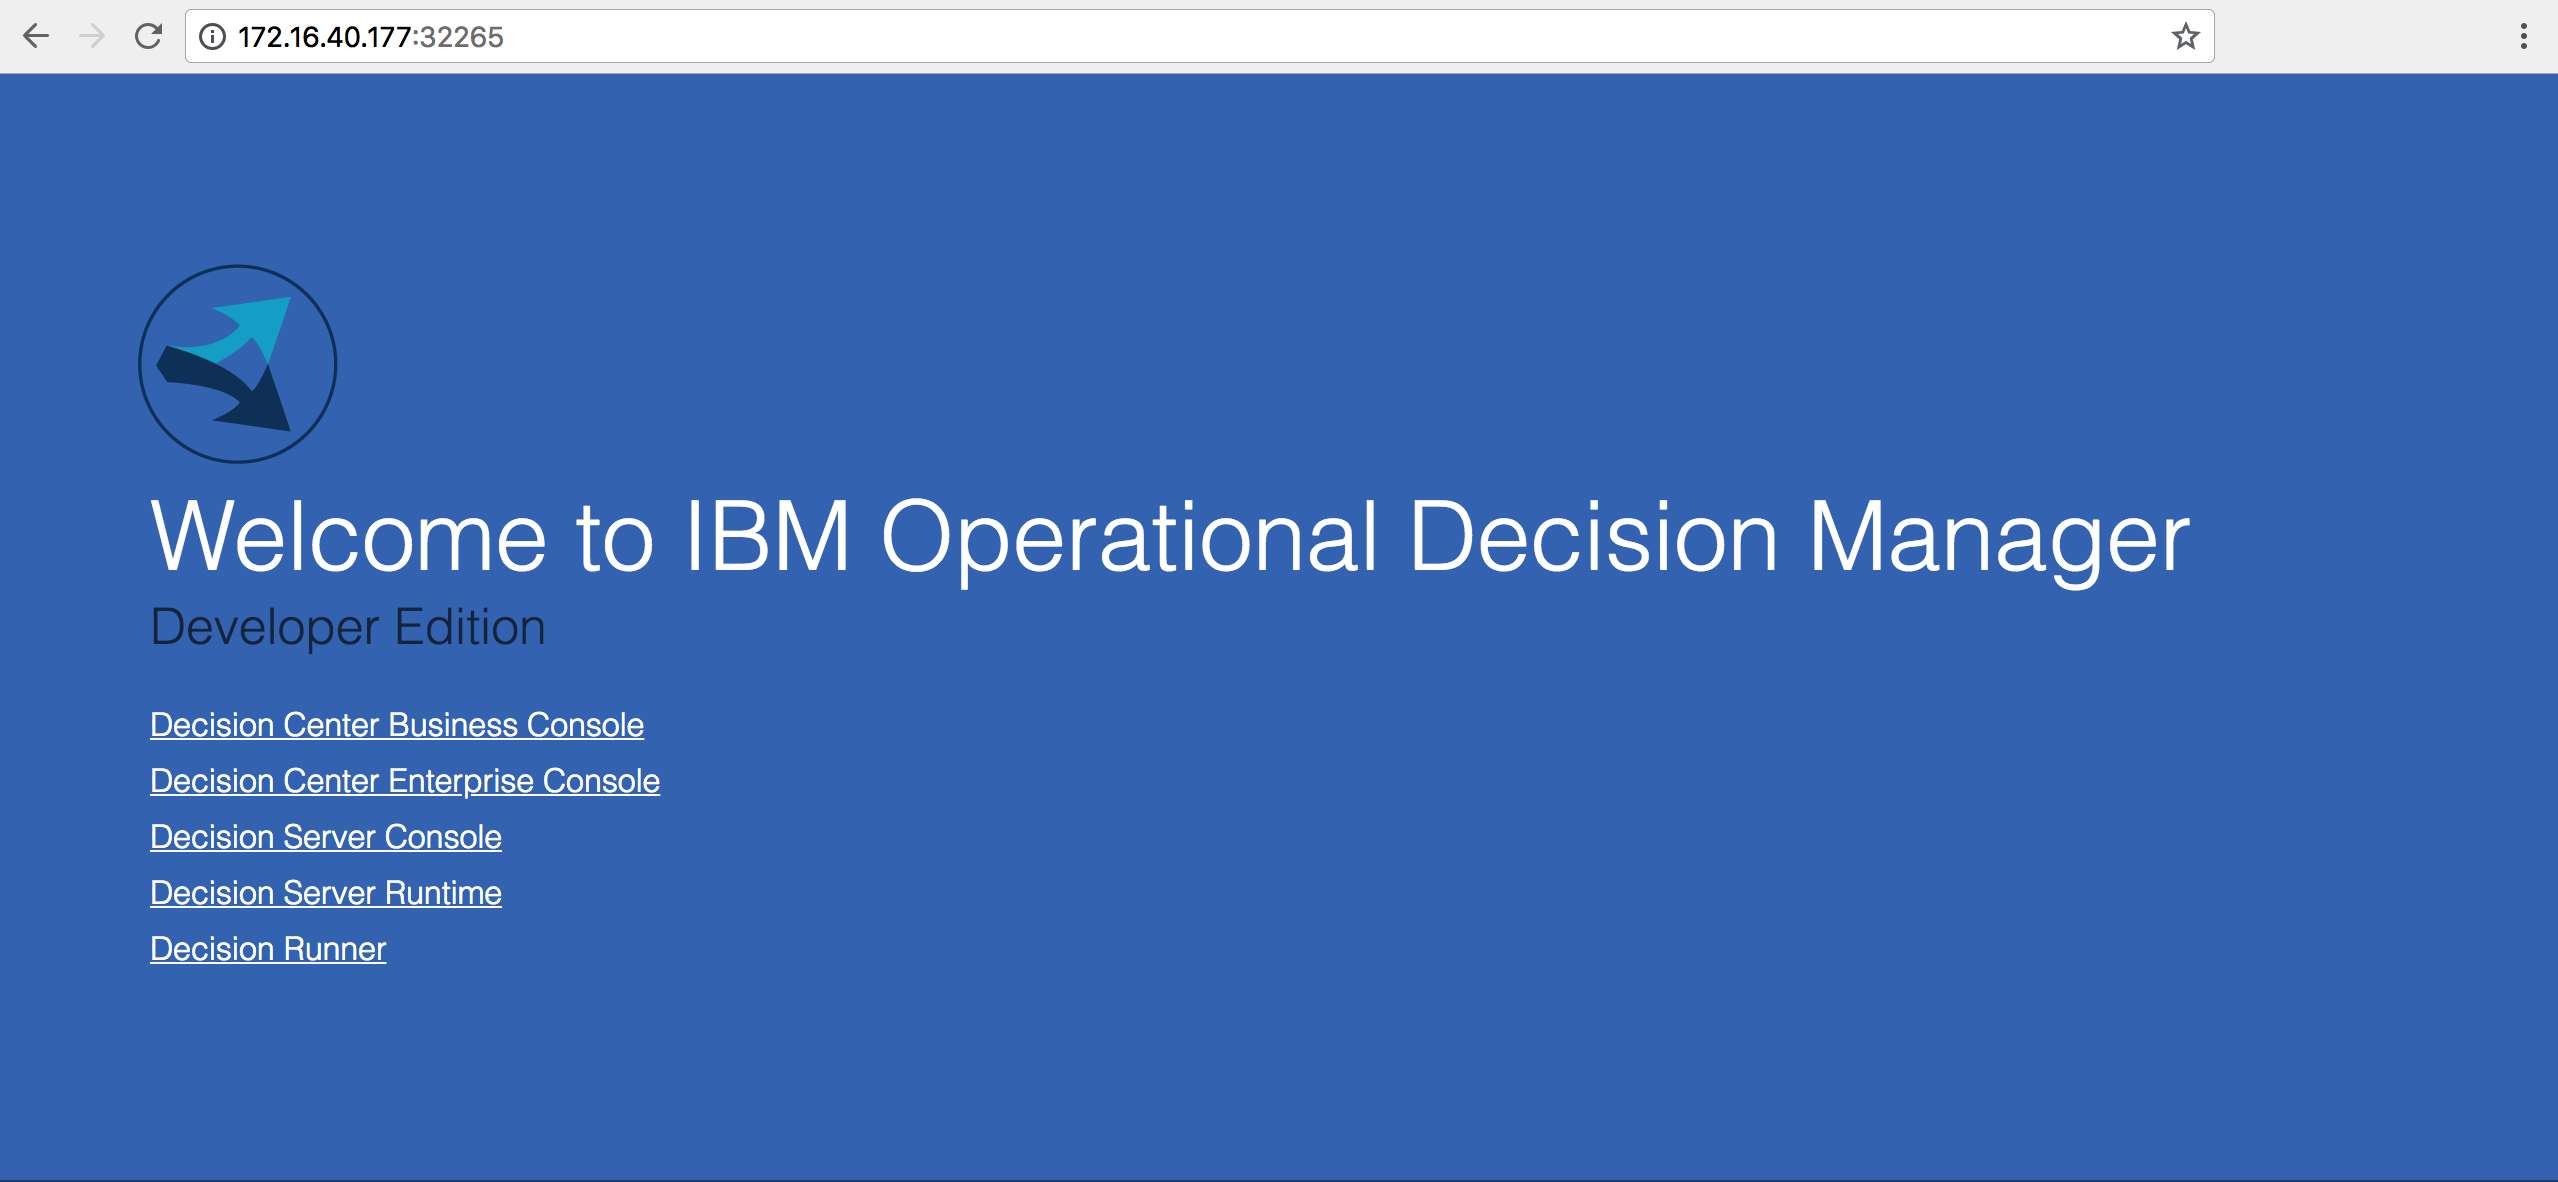 172.16.40.177:32265
Welcome to IBM Operational Decision Manager
Developer Edition
Decision Center Business Console
Decision Center Enterprise Console
Decision Server Console
Decision Server Runtime
Decision Runner